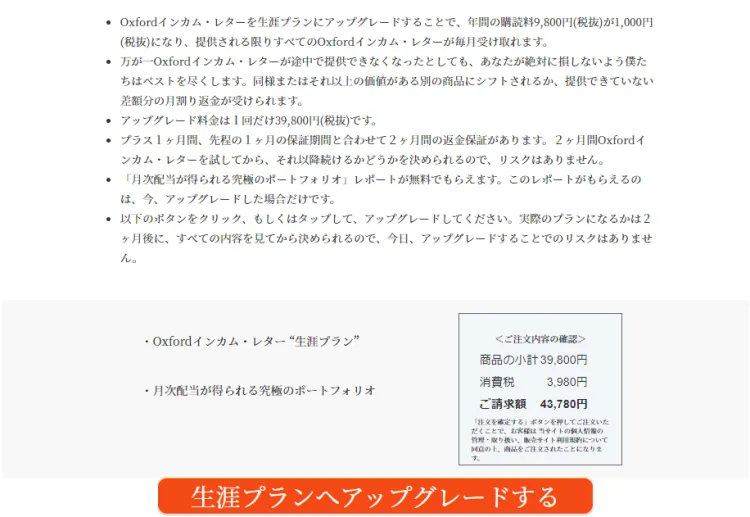 • Oxfordインカム・レターを生涯プランにアップグレードすることで、年間の購読料9,800円(税抜)が1,000円
(税抜)になり、提供される限りすべてのOxfordインカム・レターが毎月受け取れます。
• 万が一Oxfordインカム・レターが途中で提供できなくなったとしても、あなたが絶対に損しないよう僕た
ちはベストを尽くします。同様またはそれ以上の価値がある別の商品にシフトされるか、提供できていない
差額分の月割り返金が受けられます。
• アップグレード料金は１回だけ39,800円(税抜)です。
• プラス１ヶ月間、先程の１ヶ月の保証期間と合わせて２ヶ月間の返金保証があります。２ヶ月間Oxfordイ
ンカム・レターを試してから、それ以降続けるかどうかを決められるので、リスクはありません。
• 「月次配当が得られる究極のポートフォリオ」レポートが無料でもらえます。このレポートがもらえるの
は、今、アップグレードした場合だけです。
• 以下のボタンをクリック、もしくはタップして、アップグレードしてください。実際のプランになるかは２
ヶ月後に、すべての内容を見てから決められるので、今日、アップグレードすることでのリスクはありませ
ん。
・Oxfordインカム・レター “生涯プラン”
・月次配当が得られる究極のポートフォリオ
＜ご注文内容の確認＞
商品の小計 39,800円
消費税 3,980円
ご請求額 43,780円
「注文を確定する」ボタンを押してご注文いた
だくことで、お客様は 当サイトの個人情報の
管理・取り扱い、販売サイト利用規約について
同意の上、商品をご注文されたことになりま
す。
生涯プランへアップグレードする